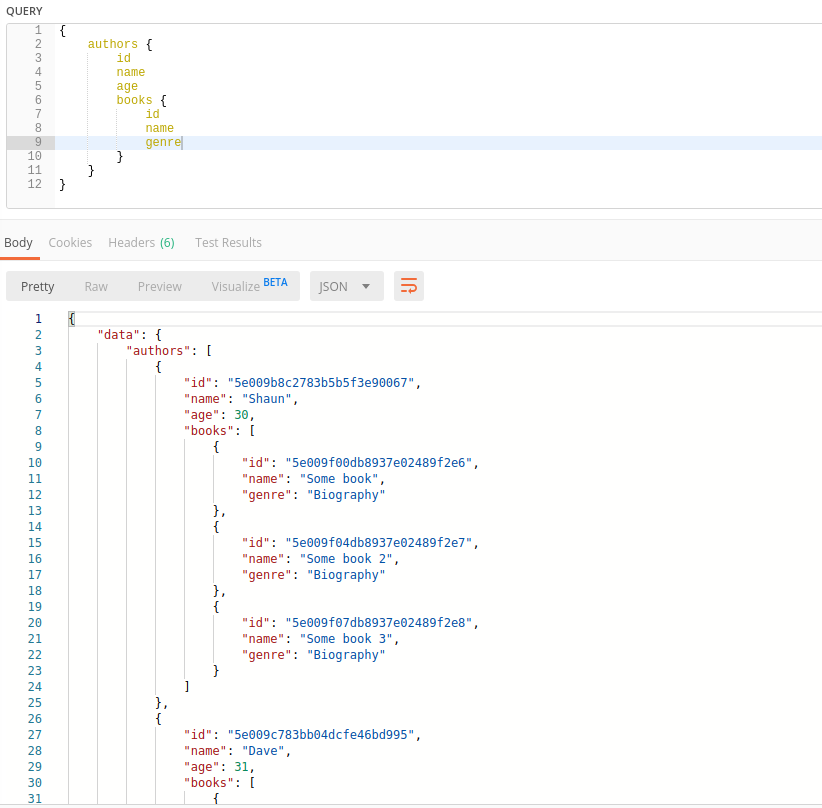 QUERY
1 {
2     authors {
3         id
4         name
5         age
6         books {
7             id
8             name
9             genre
10         }
11     }
12 }
Body Cookies Headers (6) Test Results
Pretty Raw Preview Visualize BETA JSON
1 {
2     "data": {
3         "authors": [
4             {
5                 "id": "5e009b8c2783b5b5f3e90067",
6                 "name": "Shaun",
7                 "age": 30,
8                 "books": [
9                     {
10                         "id": "5e009f00db8937e02489f2e6",
11                         "name": "Some book",
12                         "genre": "Biography"
13                     },
14                     {
15                         "id": "5e009f04db8937e02489f2e7",
16                         "name": "Some book 2",
17                         "genre": "Biography"
18                     },
19                     {
20                         "id": "5e009f07db8937e02489f2e8",
21                         "name": "Some book 3",
22                         "genre": "Biography"
23                     }
24                 ]
25             },
26             {
27                 "id": "5e009c783bb04dcfe46bd995",
28                 "name": "Dave",
29                 "age": 31,
30                 "books": [
31                     {